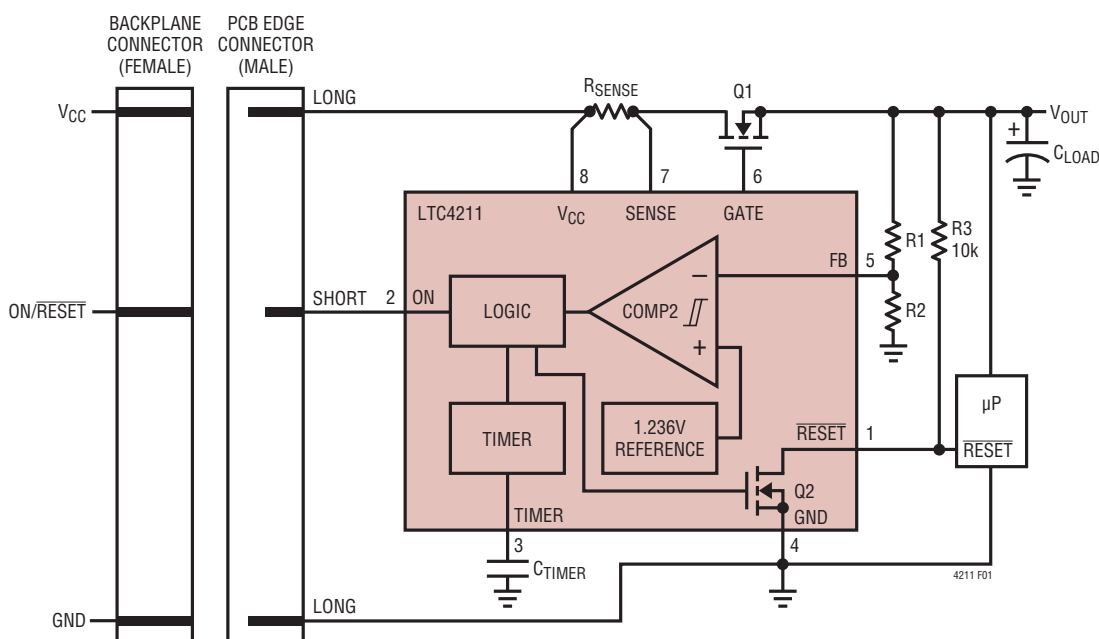 BACKPLANE
CONNECTOR
(FEMALE)
PCB EDGE
CONNECTOR
(MALE)
VCC
LONG
RSENSE
Q1
VOUT
+
CLOAD
8
7
6
LTC4211
VCC
SENSE
GATE
R1
R3
10k
FB
5
−
ON/RESET
SHORT
2
ON
LOGIC
COMP2
R2
+
µP
TIMER
1.236V
REFERENCE
RESET
1
RESET
Q2
TIMER
GND
3
4
CTIMER
4211 F01
GND
LONG